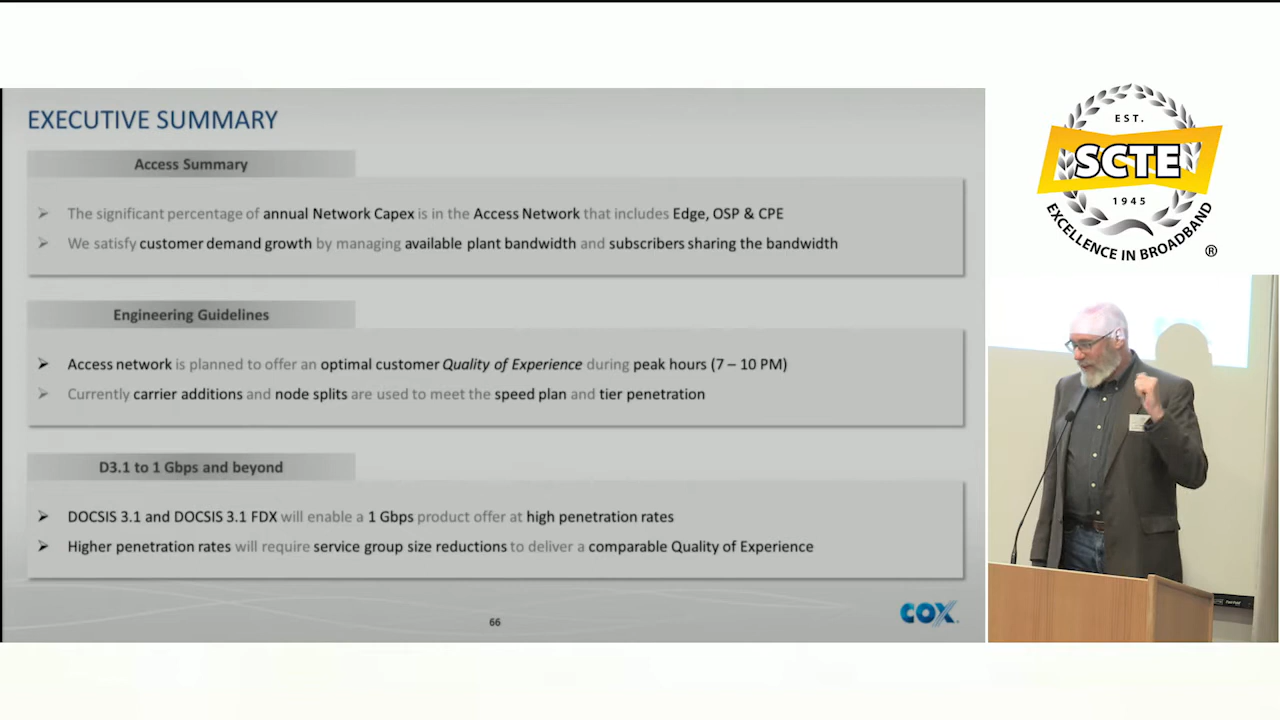 EXECUTIVE SUMMARY
Access Summary
The significant percentage of annual Network Capex is in the Access Network that includes Edge, OSP & CPE
We satisfy customer demand growth by managing available plant bandwidth and subscribers sharing the bandwidth
Engineering Guidelines
Access network is planned to offer an optimal customer Quality of Experience during peak hours (7 – 10 PM)
Currently carrier additions and node splits are used to meet the speed plan and tier penetration
D3.1 to 1 Gbps and beyond
DOCSIS 3.1 and DOCSIS 3.1 FDX will enable a 1 Gbps product offer at high penetration rates
Higher penetration rates will require service group size reductions to deliver a comparable Quality of Experience
66
COX
EST.
SCTE
1945
EXCELLENCE IN BROADBAND
®